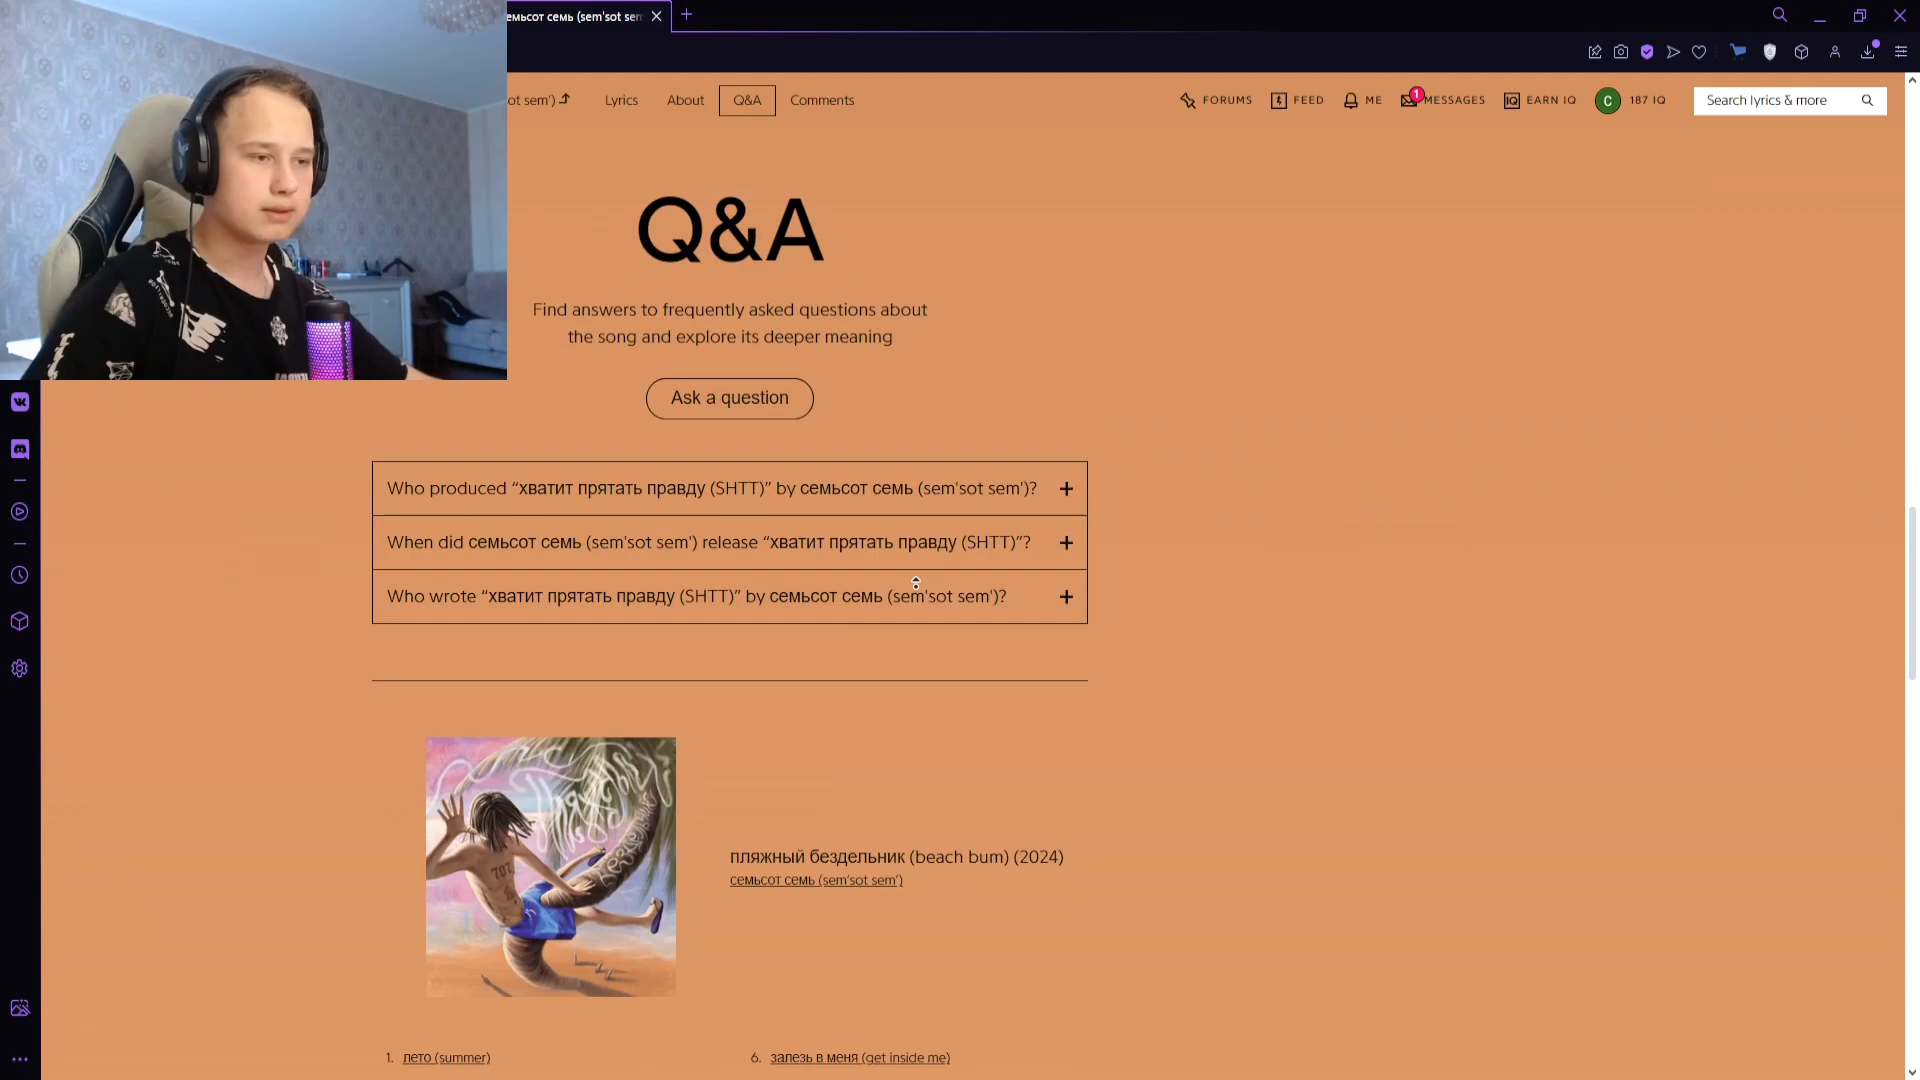 емьсот семь (sem'sot sem
ot sem') Lyrics About Q&A Comments FORUMS FEED ME 1 MESSAGES IQ EARN IQ C 187 IQ Search lyrics & more
Q&A
Find answers to frequently asked questions about
the song and explore its deeper meaning
Ask a question
Who produced “хватит прятать правду (SHTT)” by семьсот семь (sem'sot sem')?
When did семьсот семь (sem'sot sem') release “хватит прятать правду (SHTT)”?
Who wrote “хватит прятать правду (SHTT)” by семьсот семь (sem'sot sem')?
707
пляжный бездельник (beach bum) (2024)
семьсот семь (sem'sot sem')
1. лето (summer)
6. залезь в меня (get inside me)